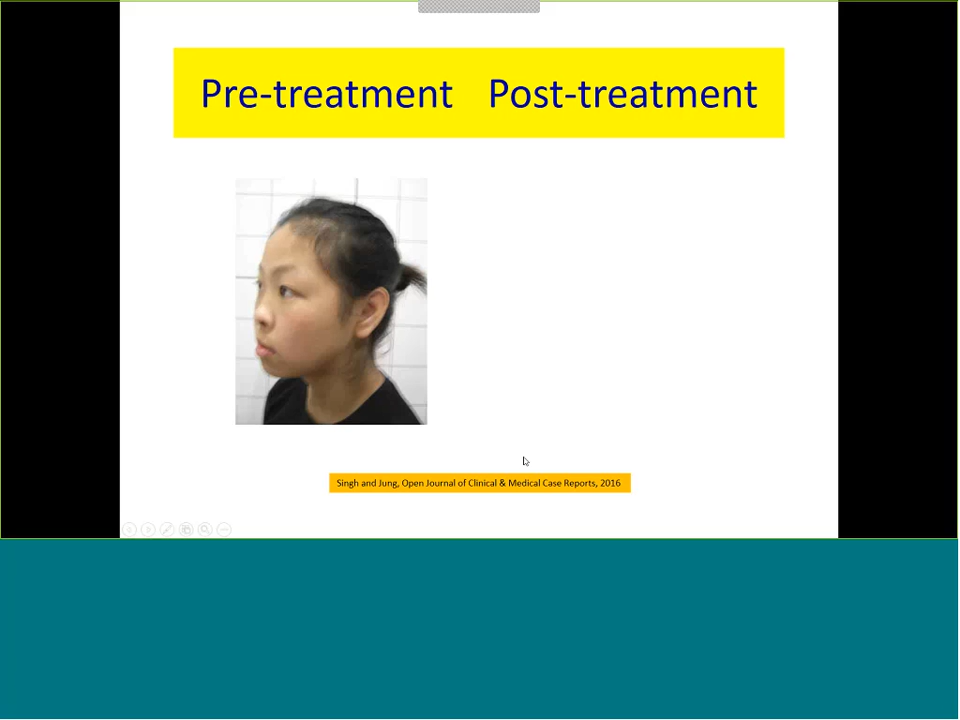 Pre-treatment Post-treatment
Singh and Jung, Open Journal of Clinical & Medical Case Reports, 2016